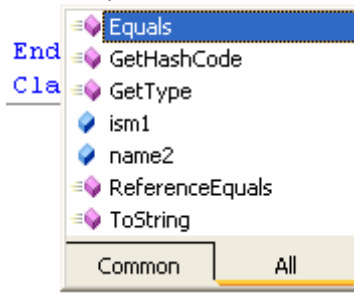 Equals
End
GetHashCode
Cla
GetType
ism1
name2
ReferenceEquals
ToString
Common All